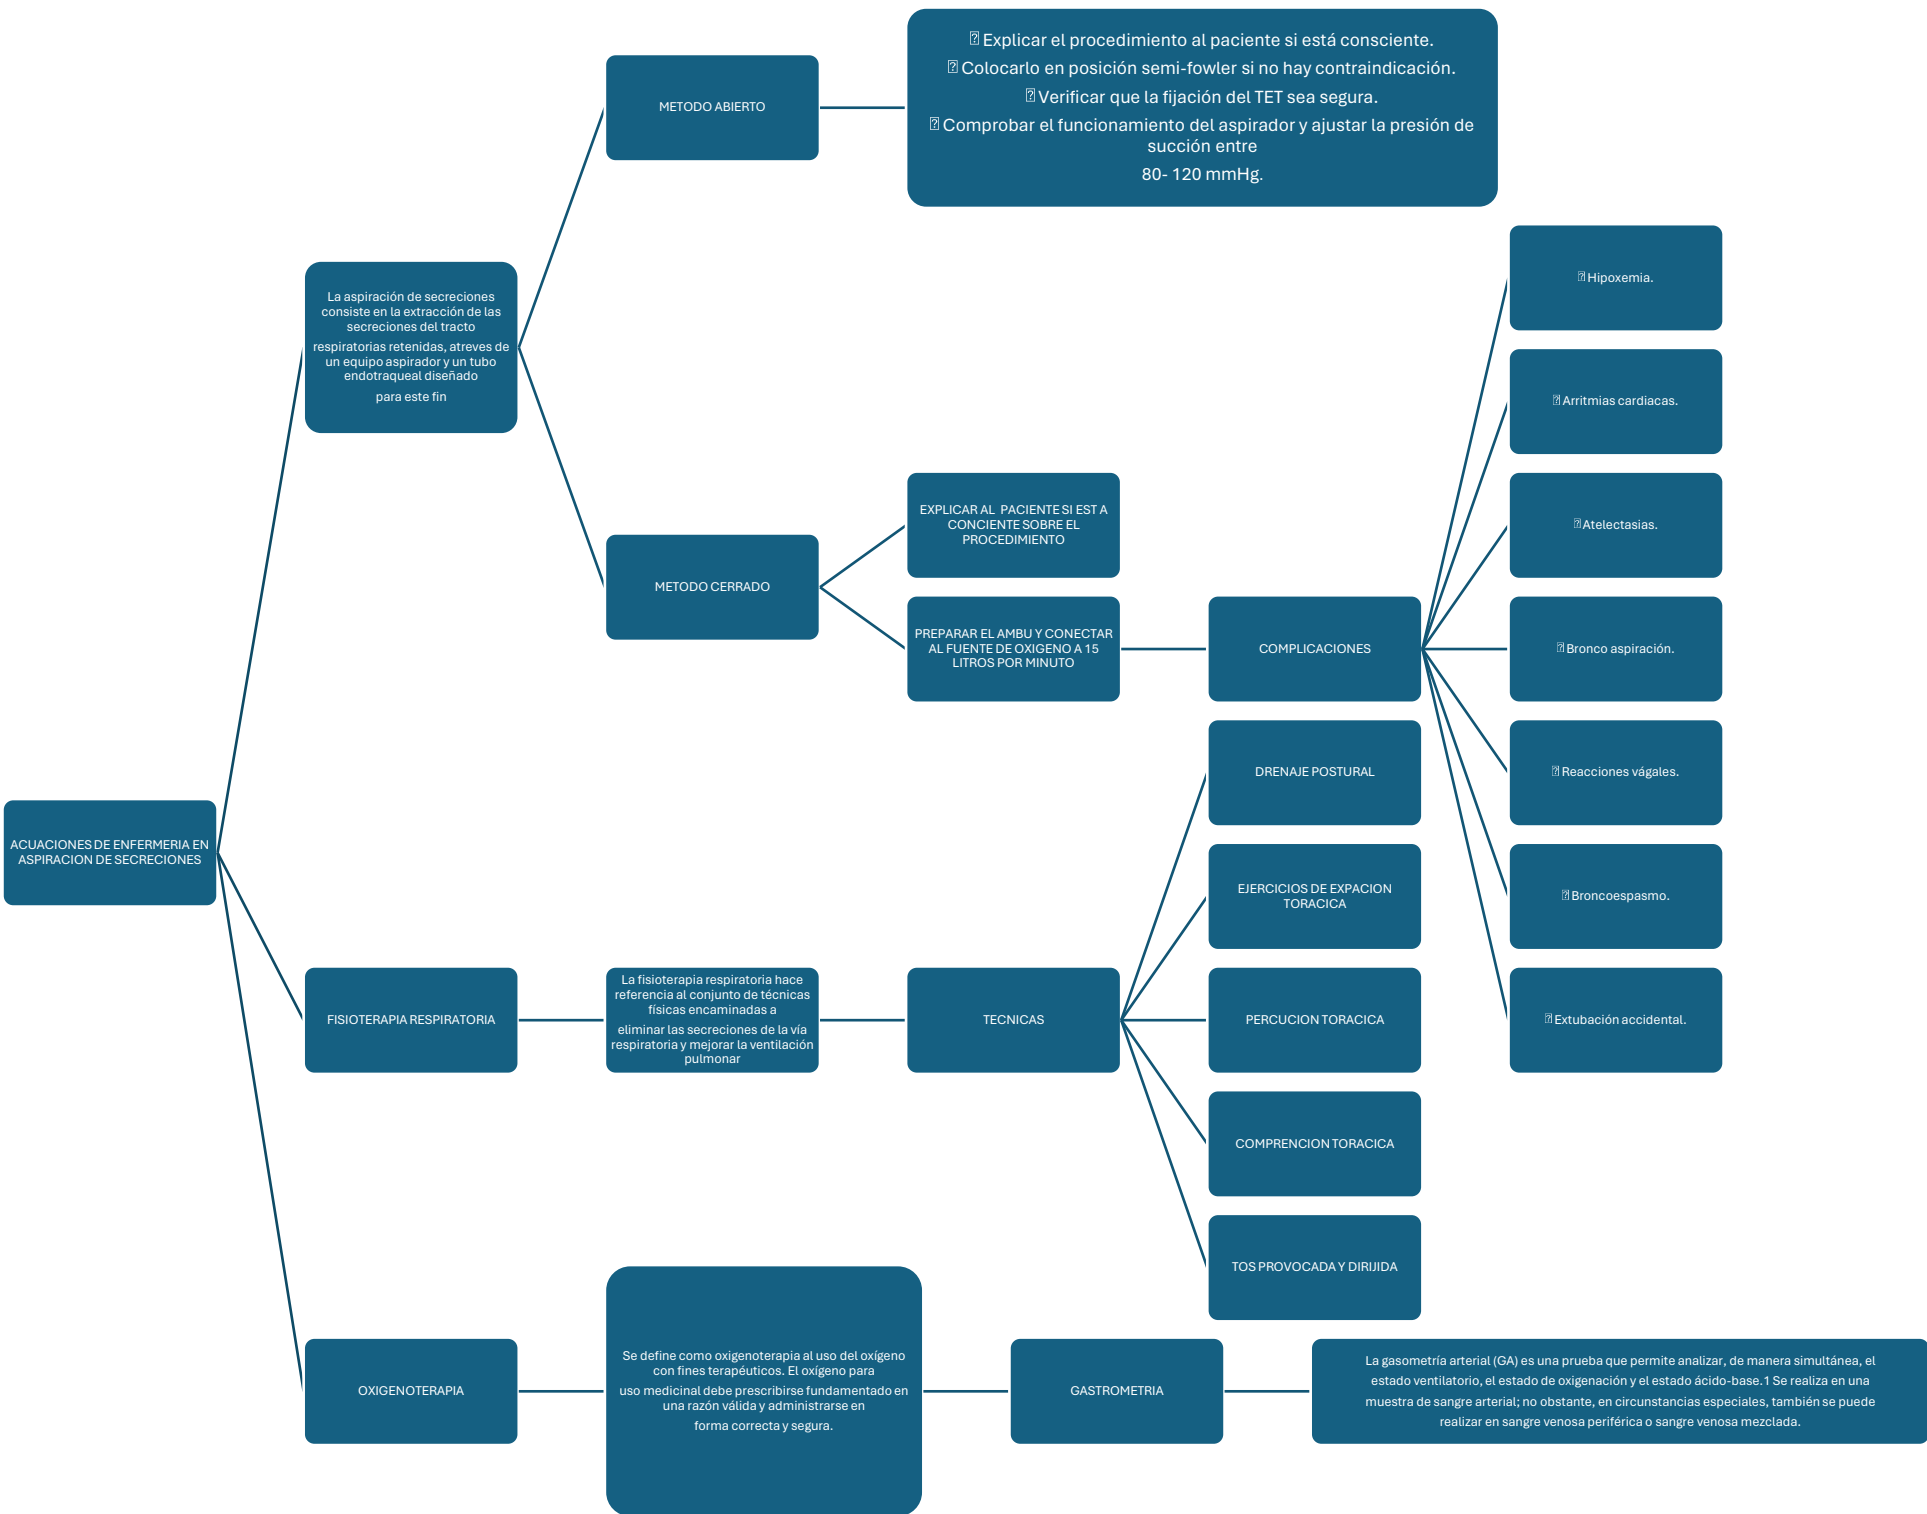 ACUACIONES DE ENFERMERIA EN
ASPIRACION DE SECRECIONES
La aspiración de secreciones
consiste en la extracción de las
secreciones del tracto
respiratorias retenidas, atreves de
un equipo aspirador y un tubo
endotraqueal diseñado
para este fin
METODO ABIERTO
Explicar el procedimiento al paciente si está consciente.
Colocarlo en posición semi-fowler si no hay contraindicación.
Verificar que la fijación del TET sea segura.
Comprobar el funcionamiento del aspirador y ajustar la presión de
succión entre
80- 120 mmHg.
METODO CERRADO
EXPLICAR AL PACIENTE SI EST A
CONCIENTE SOBRE EL
PROCEDIMIENTO
PREPARAR EL AMBU Y CONECTAR
AL FUENTE DE OXIGENO A 15
LITROS POR MINUTO
COMPLICACIONES
Hipoxemia.
Arritmias cardiacas.
Atelectasias.
Bronco aspiración.
Reacciones vágales.
Broncoespasmo.
Extubación accidental.
FISIOTERAPIA RESPIRATORIA
La fisioterapia respiratoria hace
referencia al conjunto de técnicas
físicas encaminadas a
eliminar las secreciones de la vía
respiratoria y mejorar la ventilación
pulmonar
TECNICAS
DRENAJE POSTURAL
EJERCICIOS DE EXPACION
TORACICA
PERCUCION TORACICA
COMPRENCION TORACICA
TOS PROVOCADA Y DIRIJIDA
OXIGENOTERAPIA
Se define como oxigenoterapia al uso del oxígeno
con fines terapéuticos. El oxígeno para
uso medicinal debe prescribirse fundamentado en
una razón válida y administrarse en
forma correcta y segura.
GASTROMETRIA
La gasometría arterial (GA) es una prueba que permite analizar, de manera simultánea, el
estado ventilatorio, el estado de oxigenación y el estado ácido-base.1 Se realiza en una
muestra de sangre arterial; no obstante, en circunstancias especiales, también se puede
realizar en sangre venosa periférica o sangre venosa mezclada.